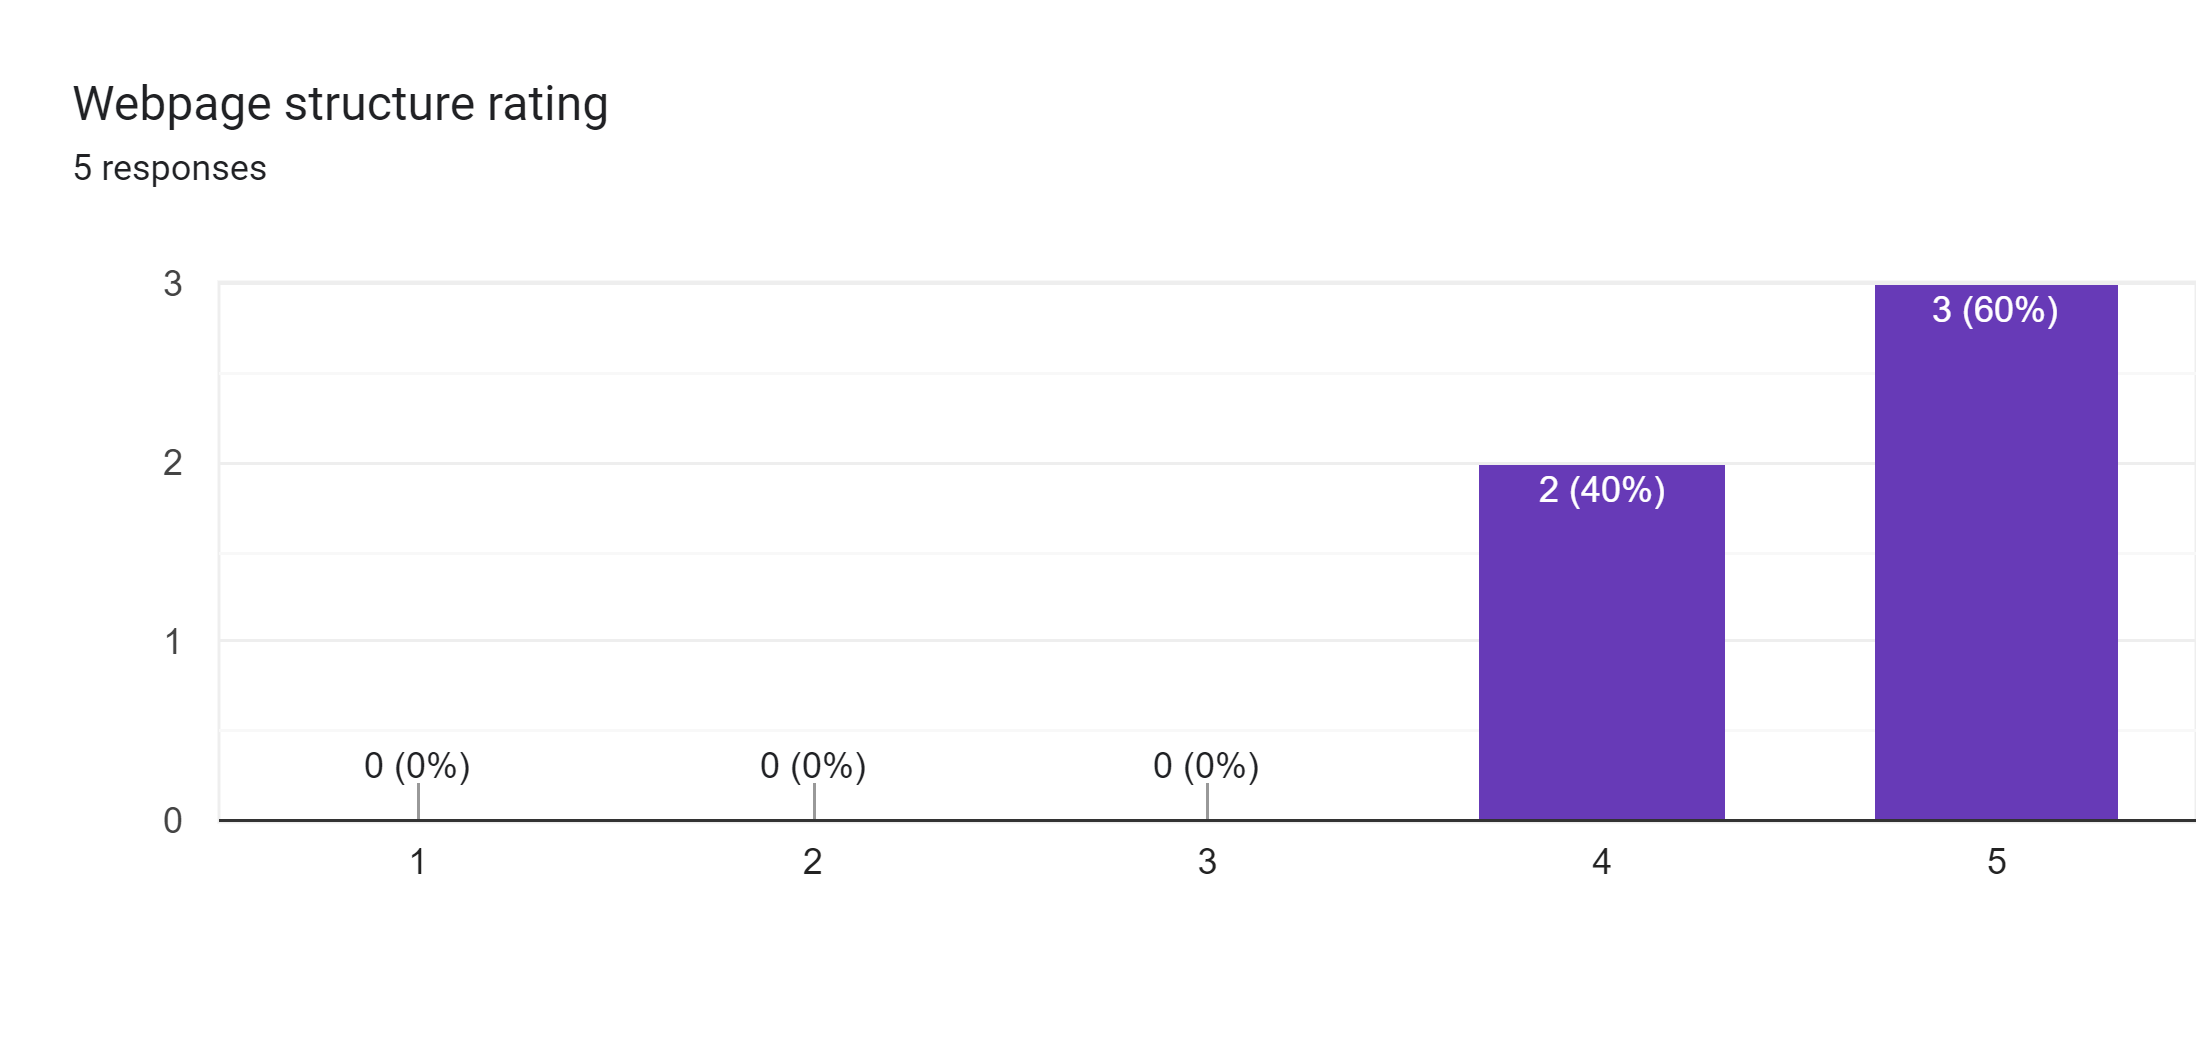 Webpage structure rating
5 responses
3
3 (60%)
2
2 (40%)
1
0 (0%) 0 (0%) 0 (0%)
0
1 2 3 4 5